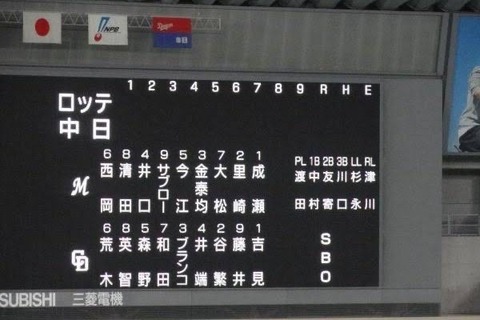 NPB
1 2 3 4 5 6 7 8 9 R H E
ロッテ
中日
6 8 4 9 5 3 7 2 1
PL 1B 2B 3B LL RL
M
西岡 清田 井口 サブロー 今江 金泰均 大松 里崎 成瀬
渡田 中村 友寄 川口 杉永 津川
6 8 5 9 3 4 7 2 1
CD
荒木 英智 森野 和田 ブランコ 井端 谷繁 藤井 吉見
S
B
O
SUBISHI 三菱電機